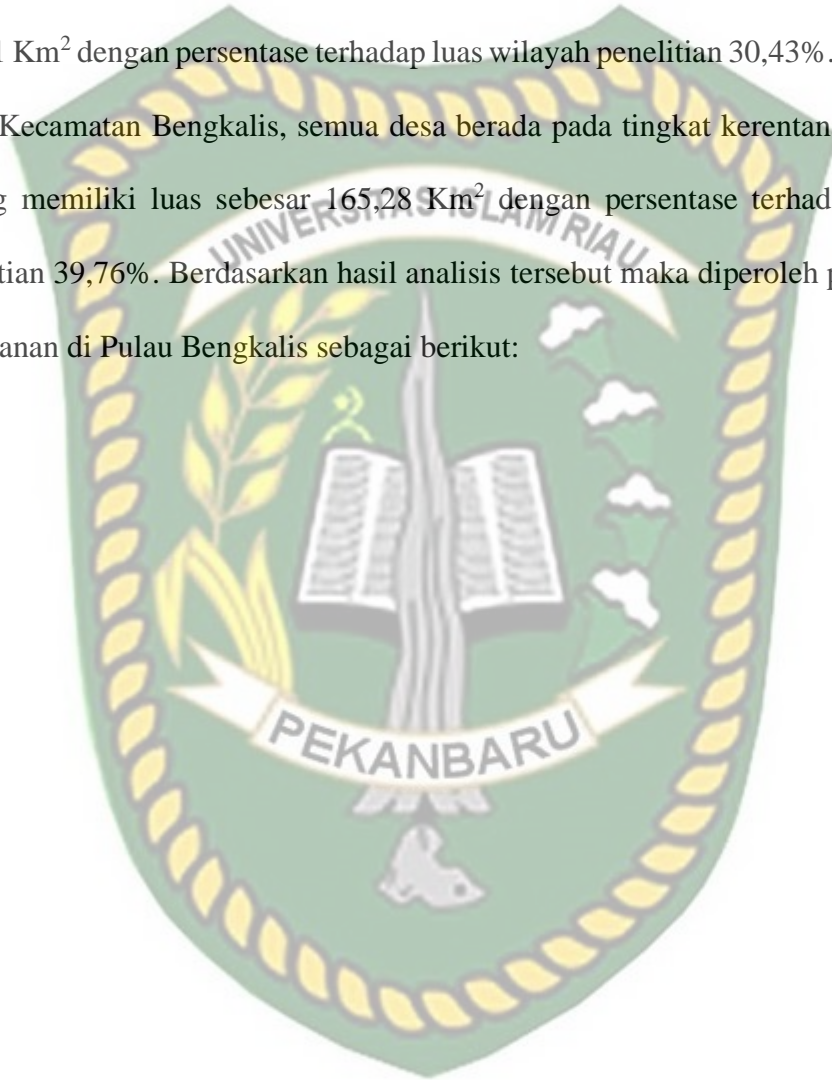 1 Km² dengan persentase terhadap luas wilayah penelitian 30,43%.
Kecamatan Bengkalis, semua desa berada pada tingkat kerentan
g memiliki luas sebesar 165,28 Km² dengan persentase terhad
tian 39,76%. Berdasarkan hasil analisis tersebut maka diperoleh p
anan di Pulau Bengkalis sebagai berikut:
UNIVERSITAS ISLAM RIAU
PEKANBARU